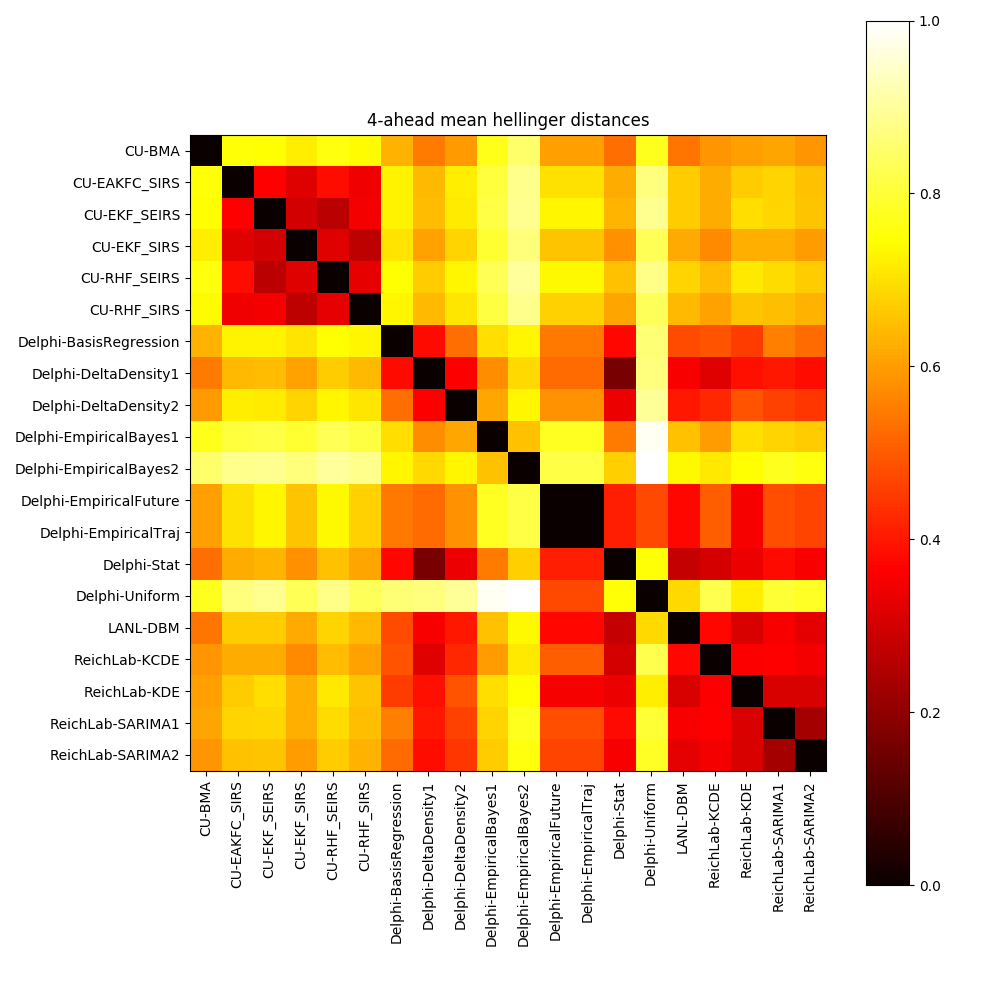 4-ahead mean hellinger distances
CU-BMA
CU-EAKFC_SIRS
CU-EKF_SEIRS
CU-EKF_SIRS
CU-RHF_SEIRS
CU-RHF_SIRS
Delphi-BasisRegression
Delphi-DeltaDensity1
Delphi-DeltaDensity2
Delphi-EmpiricalBayes1
Delphi-EmpiricalBayes2
Delphi-EmpiricalFuture
Delphi-EmpiricalTraj
Delphi-Stat
Delphi-Uniform
LANL-DBM
ReichLab-KCDE
ReichLab-KDE
ReichLab-SARIMA1
ReichLab-SARIMA2
CU-BMA
CU-EAKFC_SIRS
CU-EKF_SEIRS
CU-EKF_SIRS
CU-RHF_SEIRS
CU-RHF_SIRS
Delphi-BasisRegression
Delphi-DeltaDensity1
Delphi-DeltaDensity2
Delphi-EmpiricalBayes1
Delphi-EmpiricalBayes2
Delphi-EmpiricalFuture
Delphi-EmpiricalTraj
Delphi-Stat
Delphi-Uniform
LANL-DBM
ReichLab-KCDE
ReichLab-KDE
ReichLab-SARIMA1
ReichLab-SARIMA2
1.0
0.8
0.6
0.4
0.2
0.0